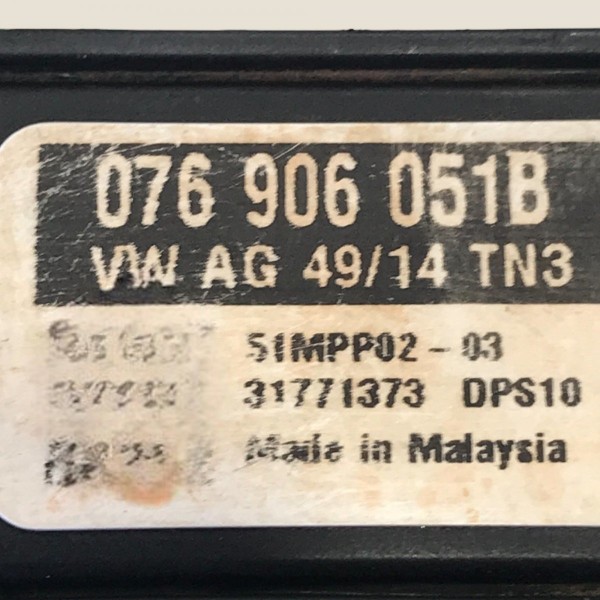 076 906 051B
VW AG 49/14 TN3
51MPP02-03
31771373 DPS10
Made in Malaysia